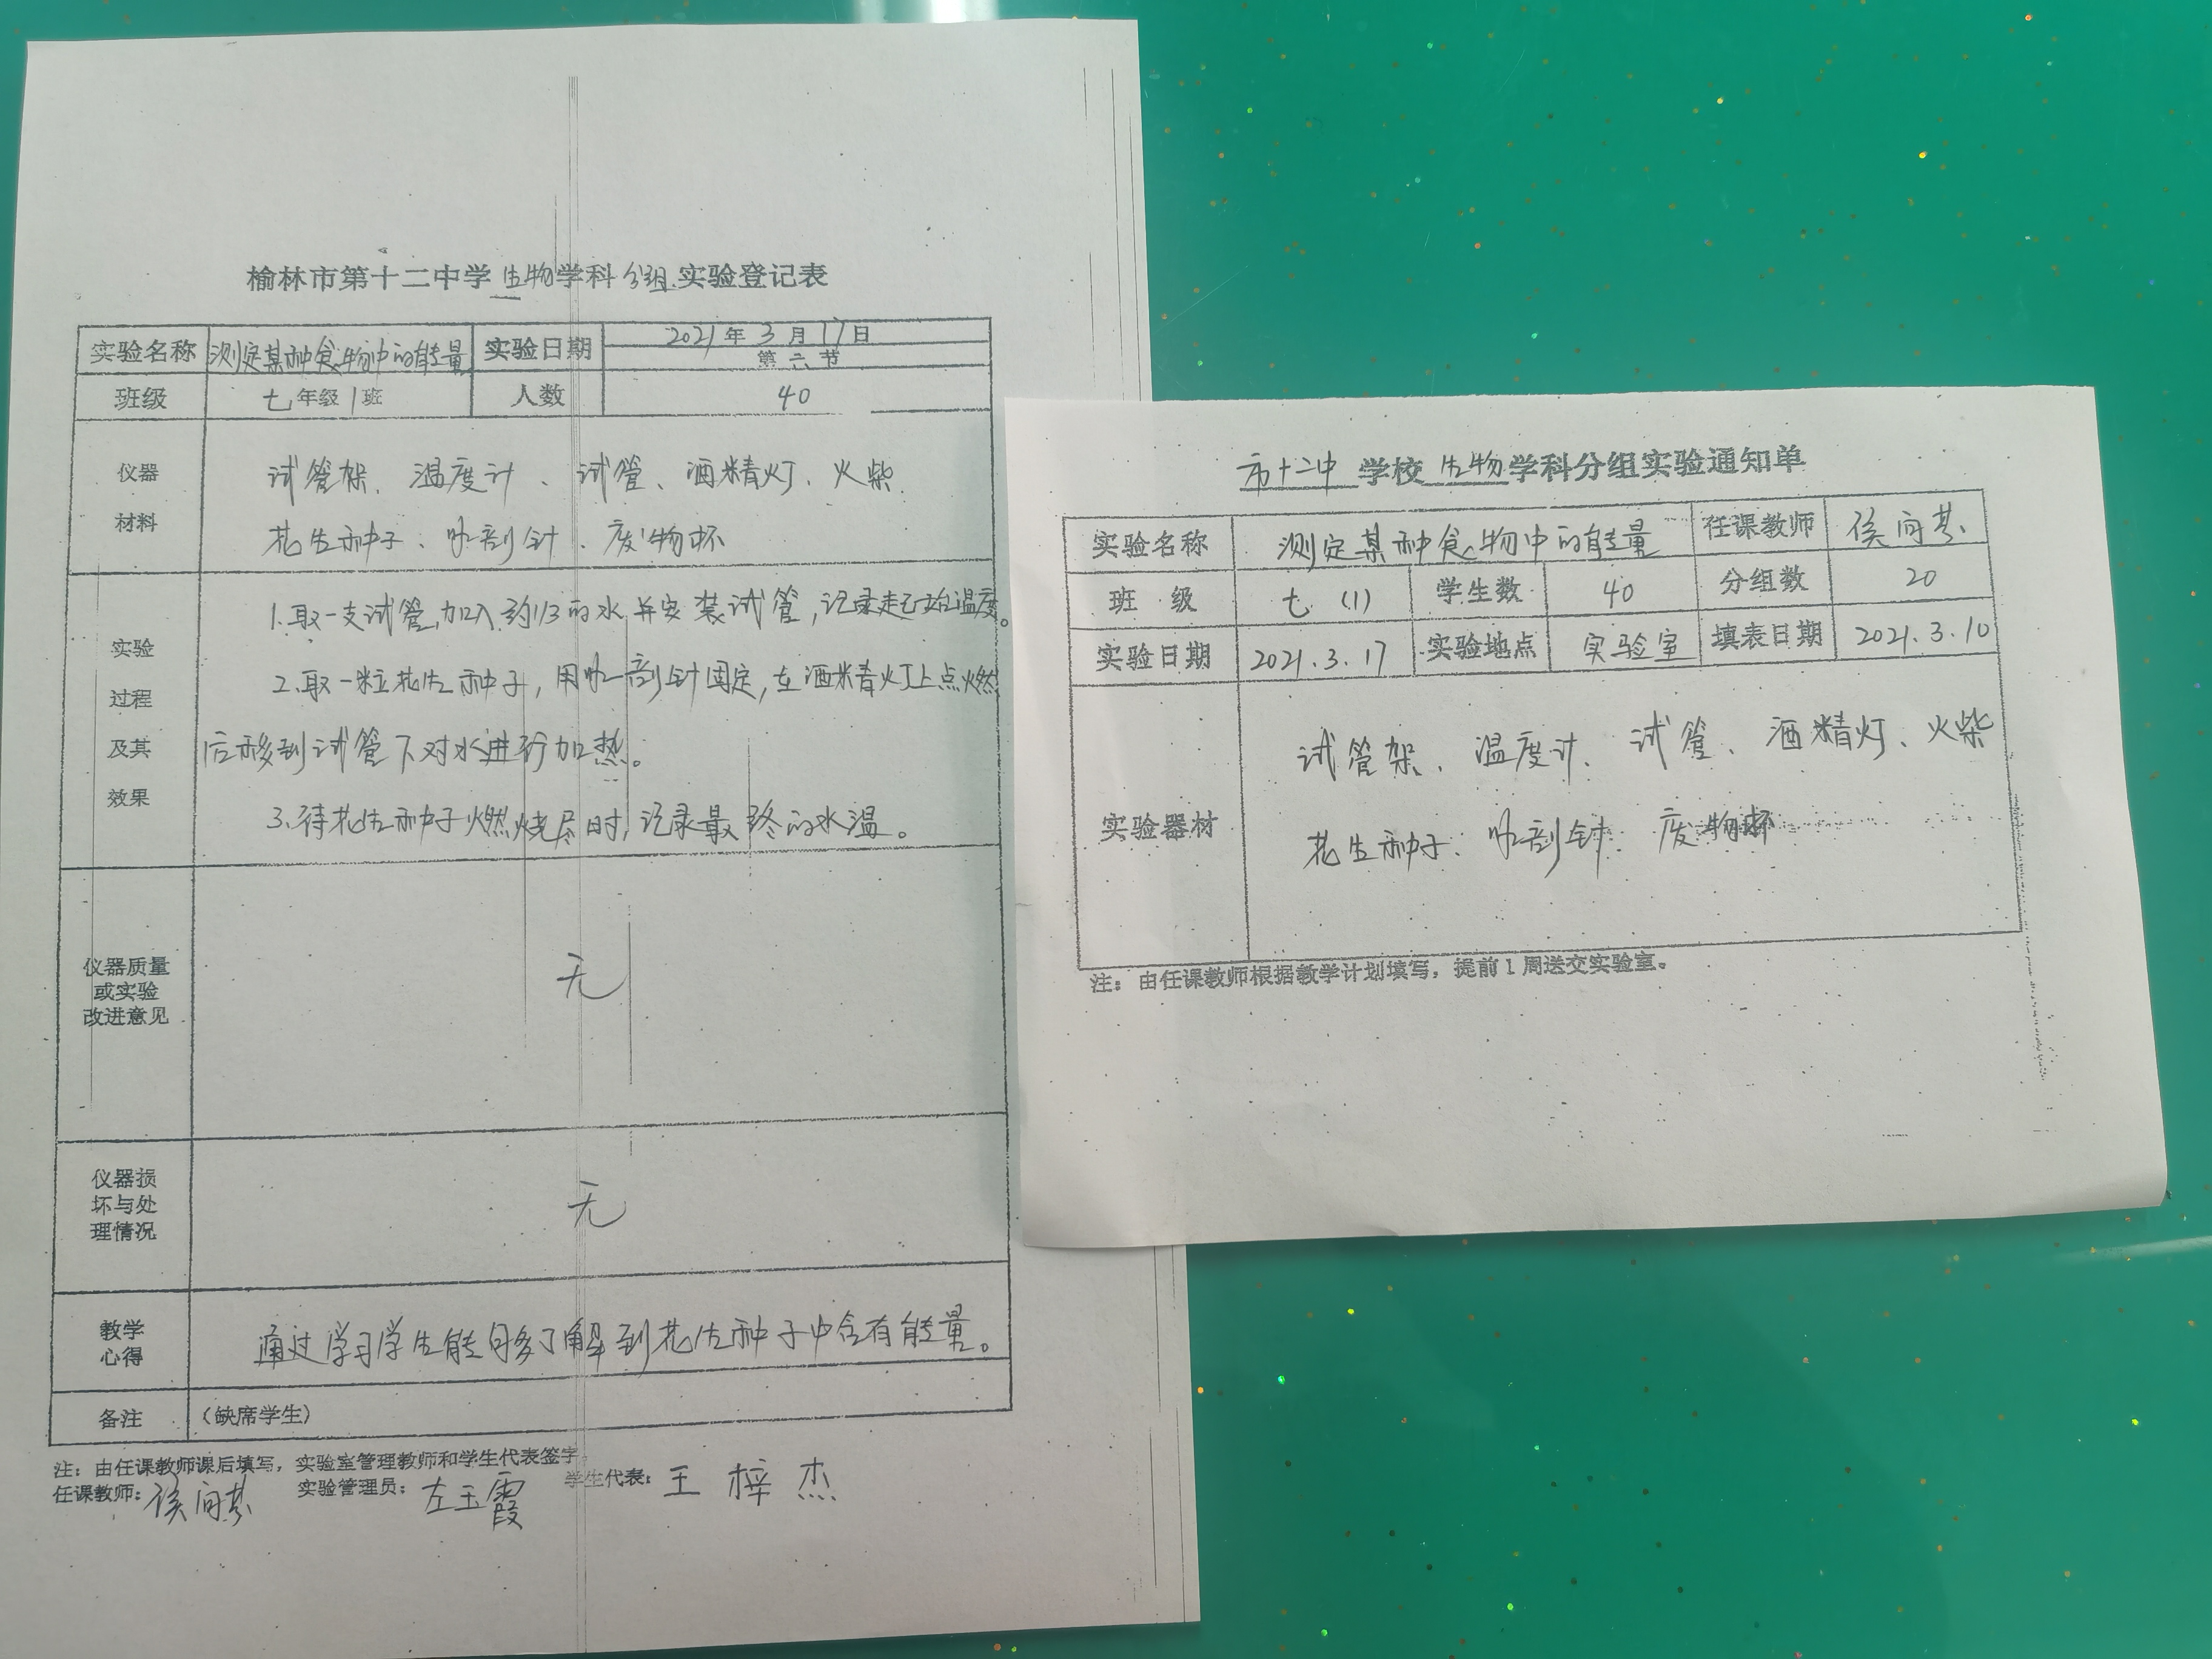 榆林市第十二中学生物学科分组实验登记表
实验名称 测定某种食物中的能量 实验日期 2021年3月17日
第六节
班级 七年级1班 人数 40
仪器材料
试管架、温度计、试管、酒精灯、火柴
花生种子、解剖针、废物杯
实验过程及其效果
1.取一支试管,加入约1/3的水并安装试管,记录起始温度。
2.取一粒花生种子,用解剖针固定,在酒精灯上点燃
后移到试管下对水进行加热。
3.待花生种子燃烧尽时,记录最终的水温。
仪器质量
或实验
改进意见
无
仪器损
坏与处
理情况
无
教学
心得
通过学习学生能够了解到花生种子中含有能量。
备注 (缺席学生)
注:由任课教师课后填写,实验室管理教师和学生代表签字。
任课教师:侯向 实验管理员:左玉霞 学生代表:王梓杰
市十二中学校生物学科分组实验通知单
实验名称 测定某种食物中的能量 任课教师 侯向
班 级 七(1) 学生数 40 分组数 20
实验日期 2021.3.17 实验地点 实验室 填表日期 2021.3.10
实验器材
试管架、温度计、试管、酒精灯、火柴
花生种子、解剖针、废物杯
注:由任课教师根据教学计划填写,提前1周送交实验室。